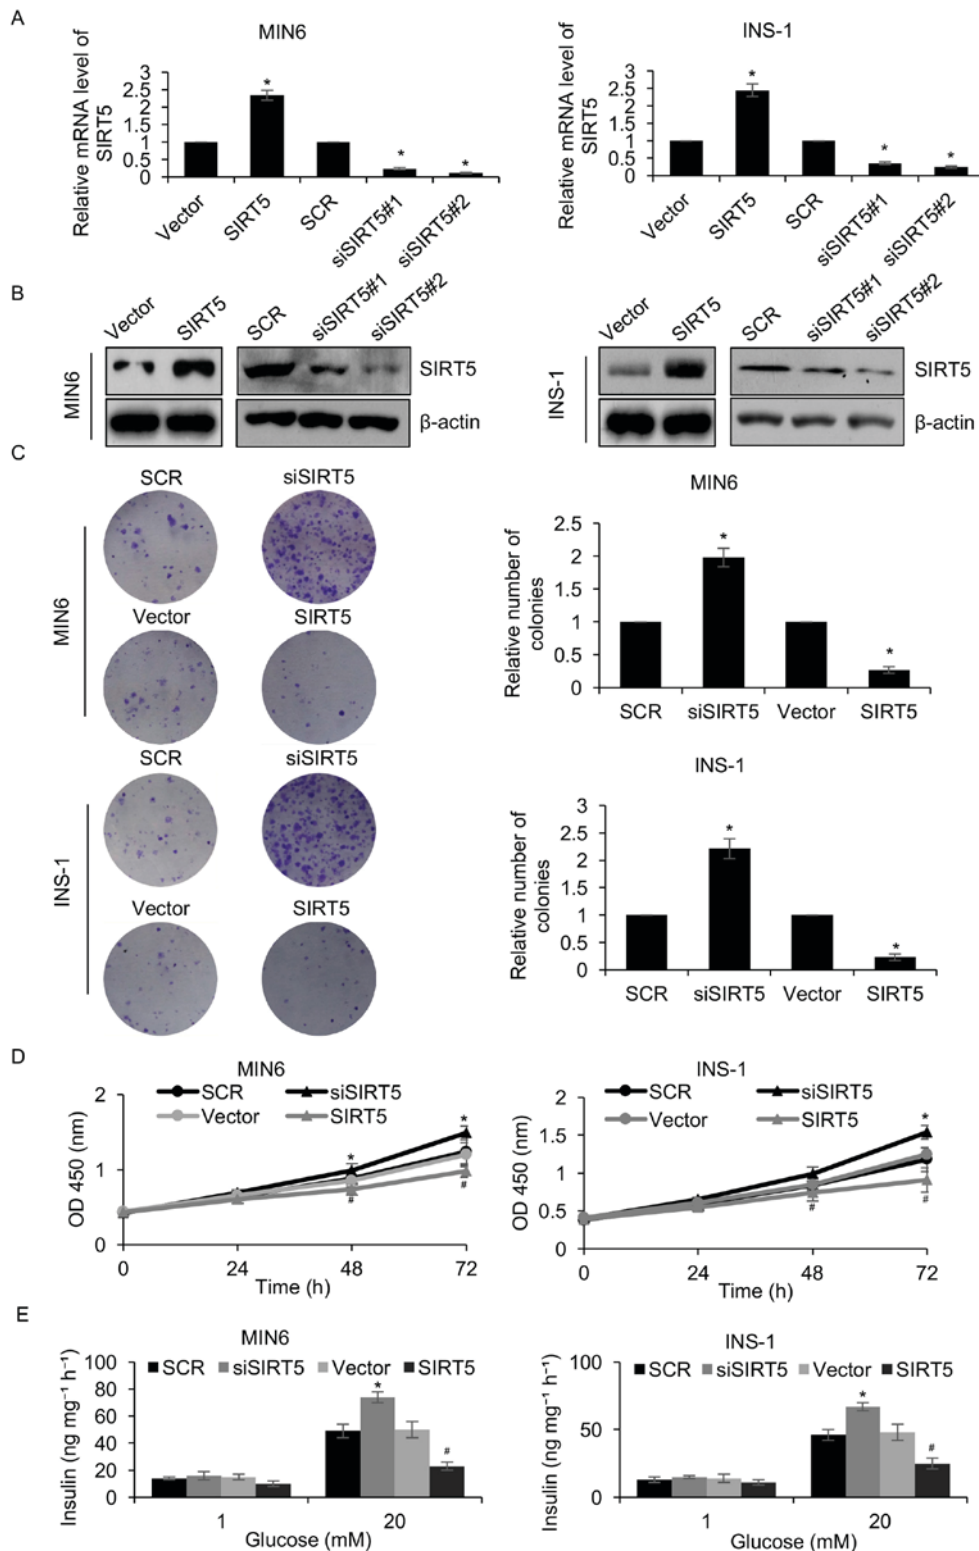 A
MIN6
Relative mRNA level of
SIRT5
3
2.5
2
1.5
1
0.5
0
*
*
*
Vector
SIRT5
SCR
siSIRT5#1
siSIRT5#2
INS-1
Relative mRNA level of
SIRT5
3
2.5
2
1.5
1
0.5
0
*
*
*
Vector
SIRT5
SCR
siSIRT5#1
siSIRT5#2
B
Vector
SIRT5
SCR
siSIRT5#1
siSIRT5#2
MIN6
SIRT5
β-actin
Vector
SIRT5
SCR
siSIRT5#1
siSIRT5#2
INS-1
SIRT5
β-actin
C
MIN6
SCR
siSIRT5
Vector
SIRT5
INS-1
SCR
siSIRT5
Vector
SIRT5
MIN6
Relative number of
colonies
2.5
2
1.5
1
0.5
0
*
*
SCR
siSIRT5
Vector
SIRT5
INS-1
Relative number of
colonies
3
2.5
2
1.5
1
0.5
0
*
*
SCR
siSIRT5
Vector
SIRT5
D
MIN6
SCR
siSIRT5
Vector
SIRT5
OD 450 (nm)
2
1
0
*
*
#
#
0
24
48
72
Time (h)
INS-1
SCR
siSIRT5
Vector
SIRT5
OD 450 (nm)
2
1.5
1
0.5
0
*
#
#
0
24
48
72
Time (h)
E
MIN6
SCR
siSIRT5
Vector
SIRT5
Insulin (ng mg⁻¹ h⁻¹)
100
80
60
40
20
0
*
#
1
20
Glucose (mM)
INS-1
SCR
siSIRT5
Vector
SIRT5
Insulin (ng mg⁻¹ h⁻¹)
100
50
0
*
#
1
20
Glucose (mM)